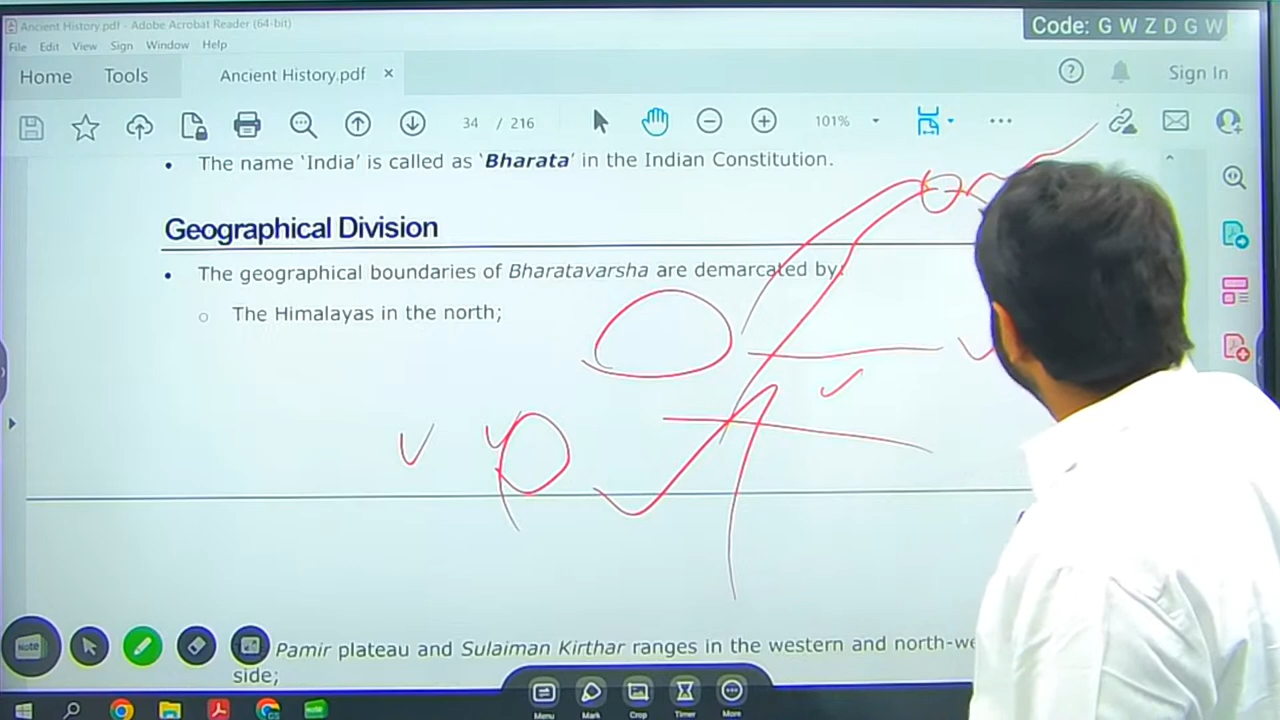 Ancient History.pdf - Adobe Acrobat Reader (64-bit)
Code: G W Z D G W
File Edit View Sign Window Help
Home Tools Ancient History.pdf × Sign In
34 / 216 101%
• The name ‘India’ is called as ‘Bharata’ in the Indian Constitution.
Geographical Division
• The geographical boundaries of Bharatavarsha are demarcated by:
o The Himalayas in the north;
Pamir plateau and Sulaiman Kirthar ranges in the western and north-we
side;
Note
Menu Mark Crop Timer More